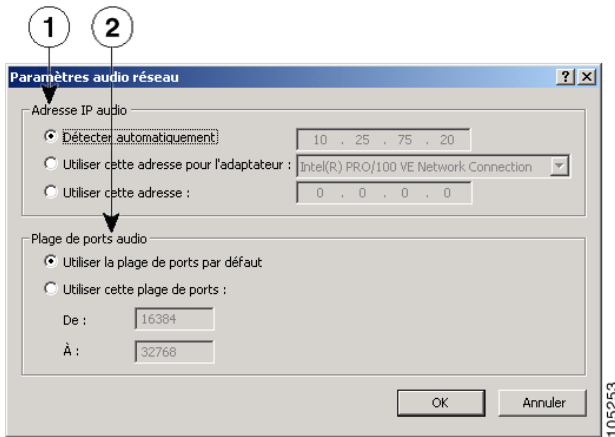 1 2
Paramètres audio réseau
Adresse IP audio
Détecter automatiquement 10 . 25 . 75 . 20
Utiliser cette adresse pour l'adaptateur : Intel(R) PRO/100 VE Network Connection
Utiliser cette adresse : 0 . 0 . 0 . 0
Plage de ports audio
Utiliser la plage de ports par défaut
Utiliser cette plage de ports :
De : 16384
À : 32768
OK Annuler
105253